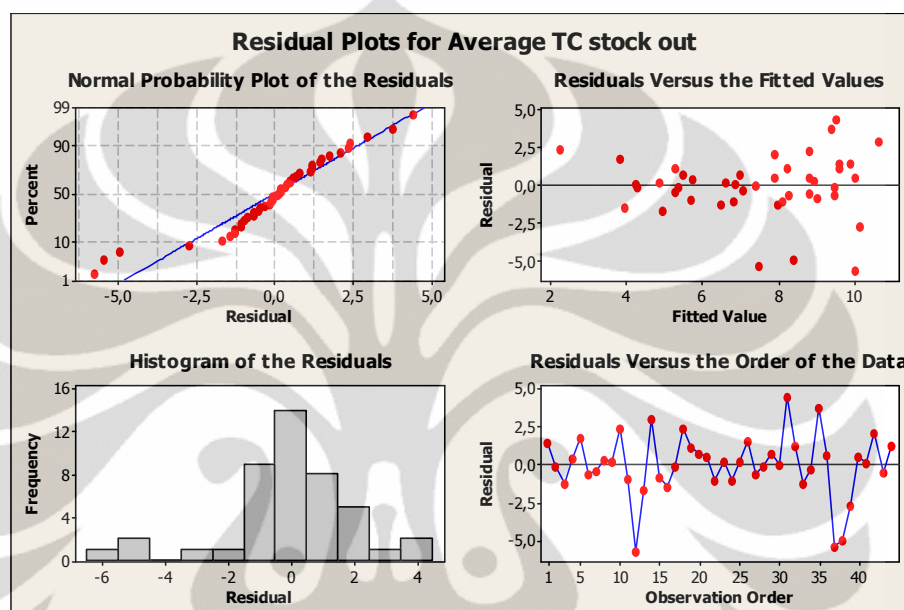 Residual Plots for Average TC stock out
Normal Probability Plot of the Residuals
Percent
99
90
50
10
1
-5,0 -2,5 0,0 2,5 5,0
Residual
Residuals Versus the Fitted Values
Residual
5,0
2,5
0,0
-2,5
-5,0
2 4 6 8 10
Fitted Value
Histogram of the Residuals
Frequency
16
12
8
4
0
-6 -4 -2 0 2 4
Residual
Residuals Versus the Order of the Data
Residual
5,0
2,5
0,0
-2,5
-5,0
1 5 10 15 20 25 30 35 40
Observation Order